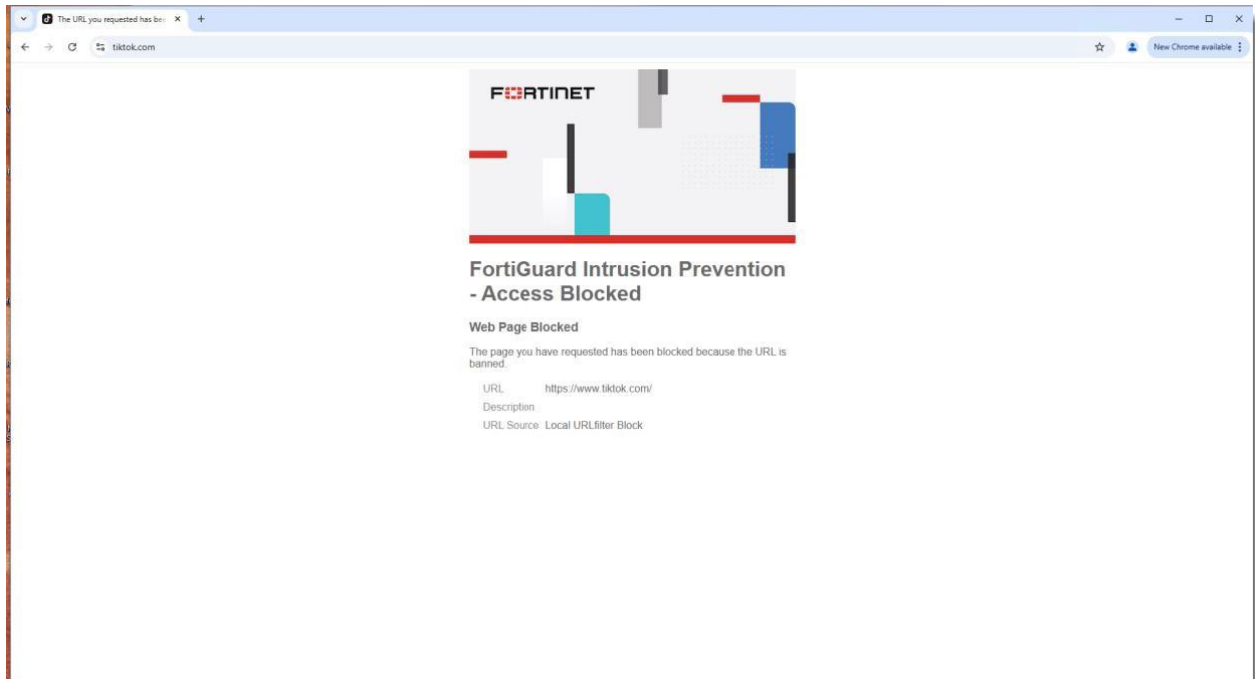 The URL you requested has be
tiktok.com
New Chrome available
FORTINET
FortiGuard Intrusion Prevention
- Access Blocked
Web Page Blocked
The page you have requested has been blocked because the URL is
banned.
URL https://www.tiktok.com/
Description
URL Source Local URLfilter Block